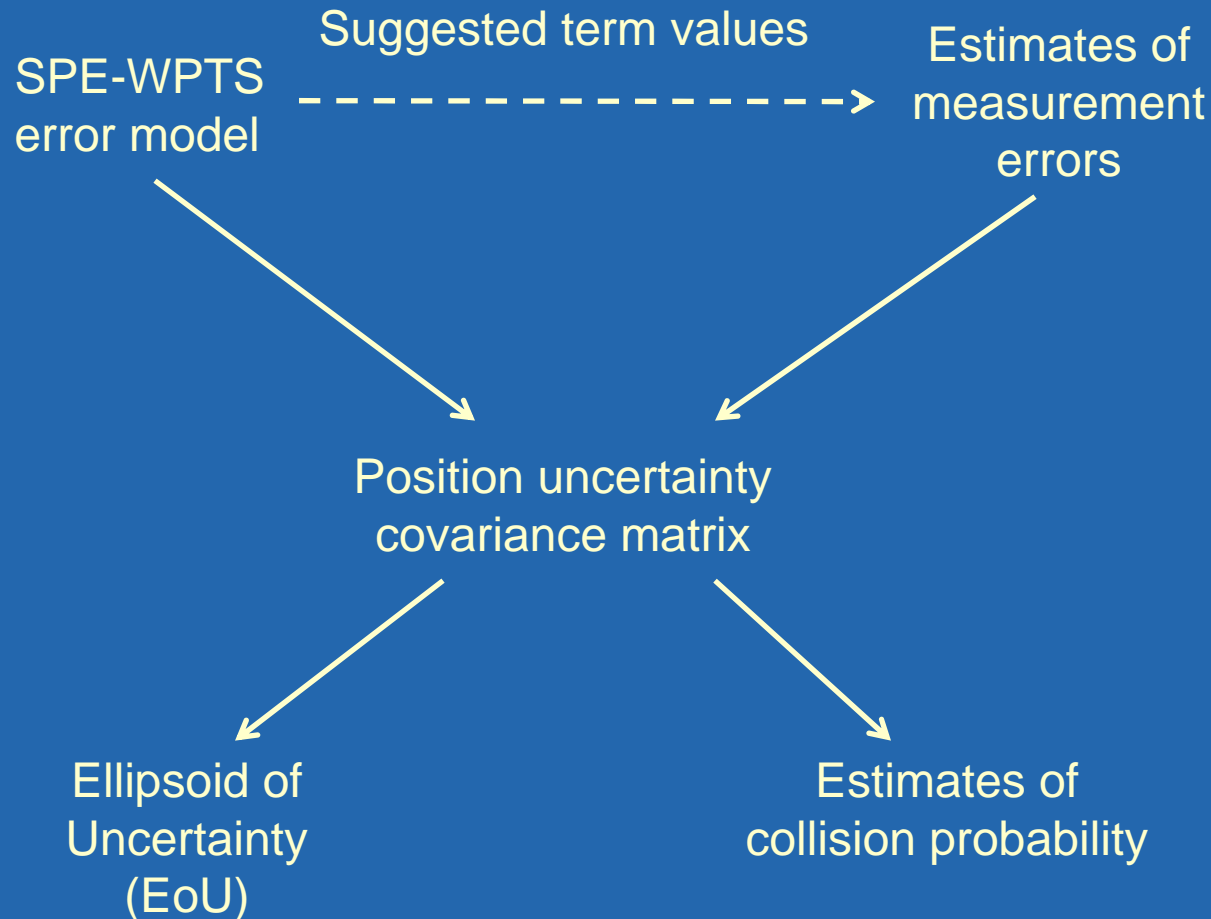 Suggested term values
SPE-WPTS
error model
Estimates of
measurement
errors
Position uncertainty
covariance matrix
Ellipsoid of
Uncertainty
(EoU)
Estimates of
collision probability